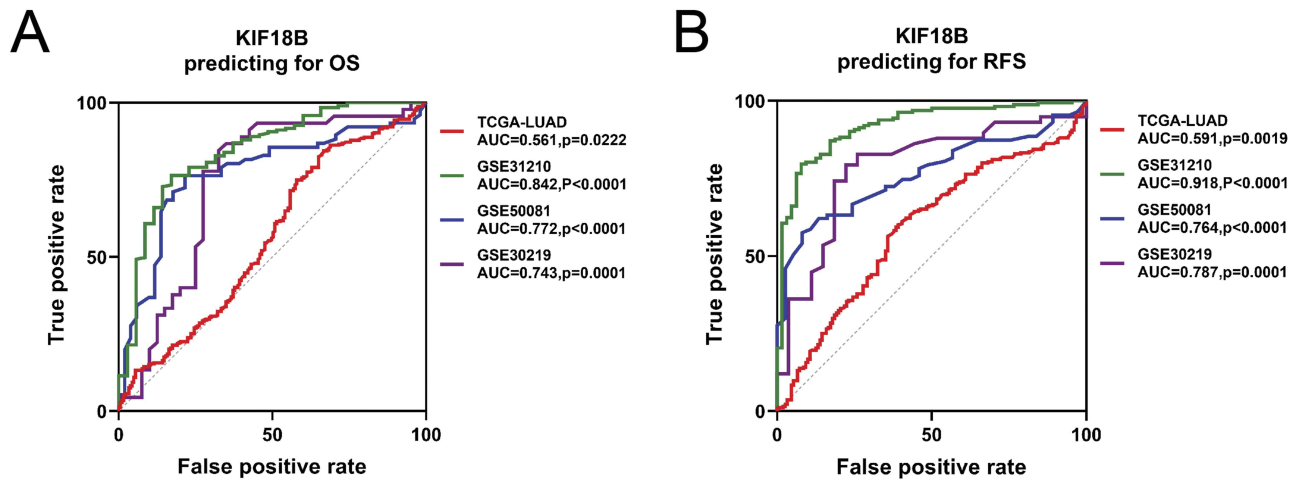 A
KIF18B
predicting for OS
100
50
0
0
50
100
True positive rate
False positive rate
TCGA-LUAD
AUC=0.561,p=0.0222
GSE31210
AUC=0.842,P<0.0001
GSE50081
AUC=0.772,p<0.0001
GSE30219
AUC=0.743,p=0.0001
B
KIF18B
predicting for RFS
100
50
0
0
50
100
True positive rate
False positive rate
TCGA-LUAD
AUC=0.591,p=0.0019
GSE31210
AUC=0.918,P<0.0001
GSE50081
AUC=0.764,p<0.0001
GSE30219
AUC=0.787,p=0.0001